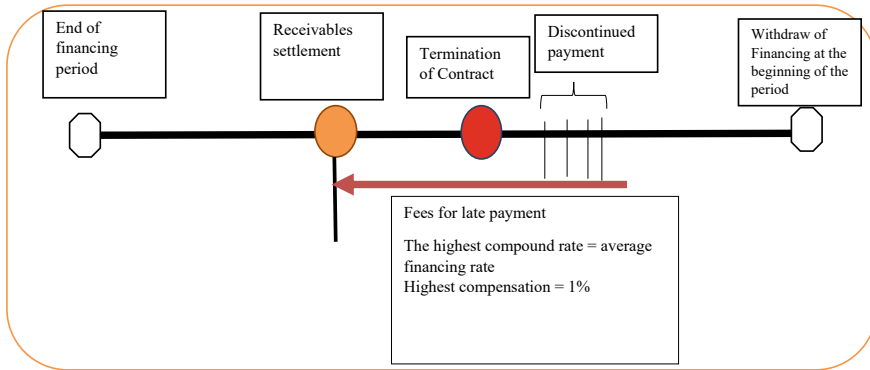 End of
financing
period
Receivables
settlement
Termination
of Contract
Discontinued
payment
Withdraw of
Financing at the
beginning of the
period
Fees for late payment
The highest compound rate = average
financing rate
Highest compensation = 1%